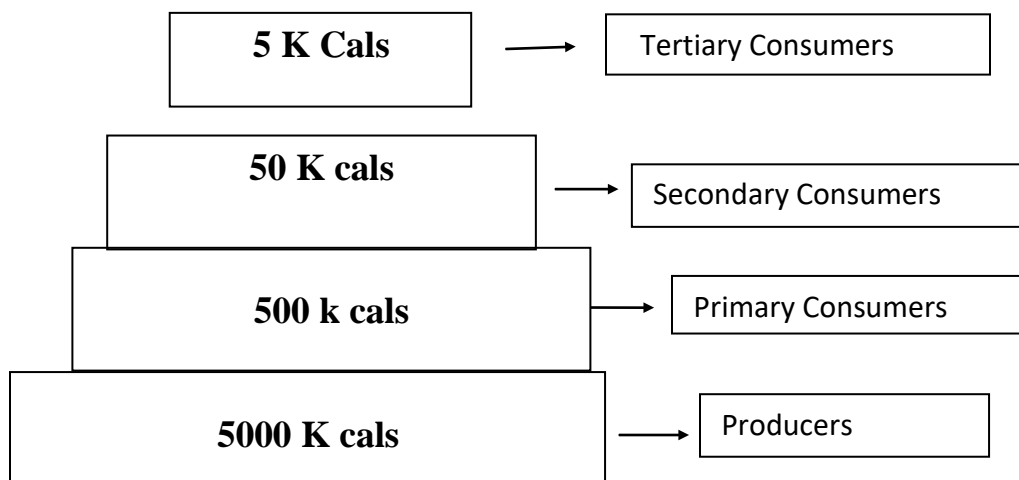 5 K Cals
Tertiary Consumers
50 K cals
Secondary Consumers
500 k cals
Primary Consumers
5000 K cals
Producers